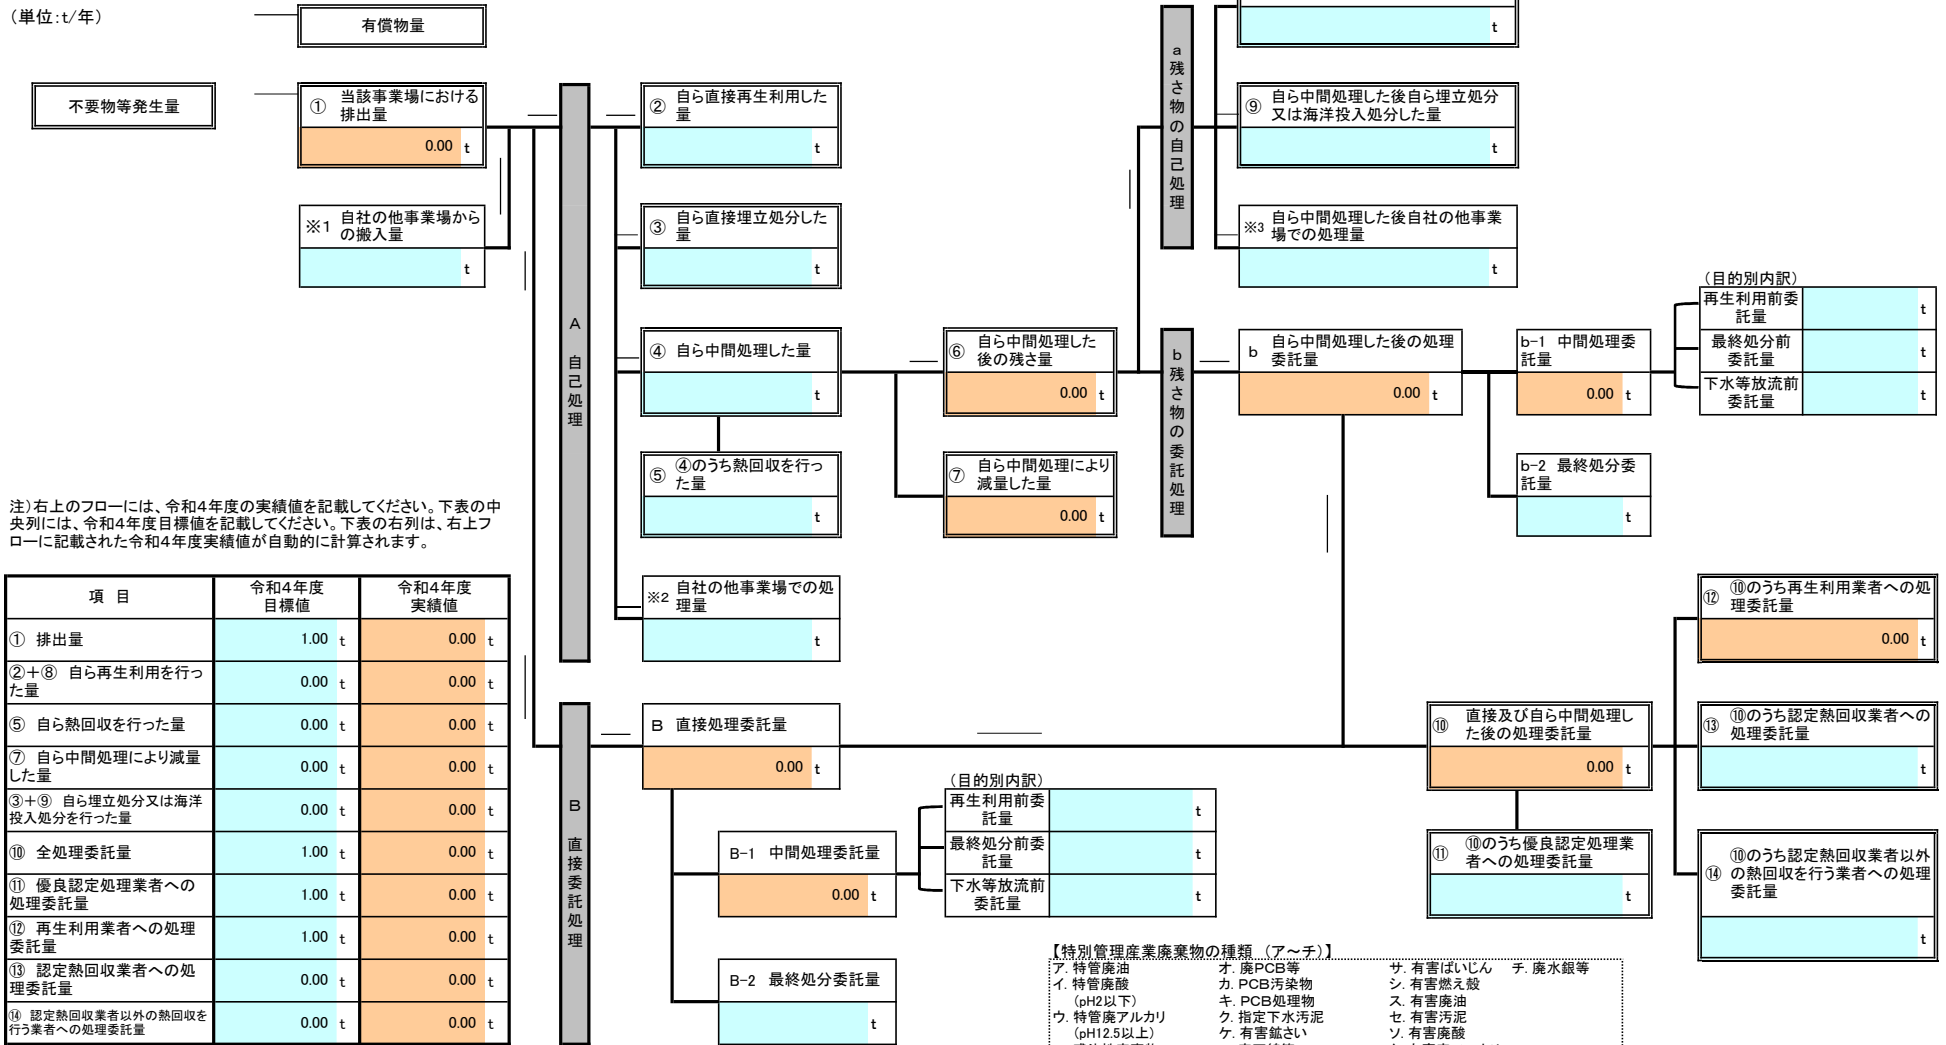 (単位:t/年)
有償物量
t
不要物等発生量
① 当該事業場における
排出量
0.00 t
※1 自社の他事業場から
の搬入量
t
A 自己処理
② 自ら直接再生利用した
量
t
③ 自ら直接埋立処分した
量
t
④ 自ら中間処理した量
t
⑤ ④のうち熱回収を行っ
た量
t
※2 自社の他事業場での処
理量
t
⑥ 自ら中間処理した
後の残さ量
0.00 t
⑦ 自ら中間処理により
減量した量
0.00 t
a 残さ物の自己処理
⑨ 自ら中間処理した後自ら埋立処分
又は海洋投入処分した量
t
※3 自ら中間処理した後自社の他事業
場での処理量
t
b 残さ物の委託処理
b 自ら中間処理した後の処理
委託量
0.00 t
b-1 中間処理委
託量
0.00 t
b-2 最終処分委
託量
t
(目的別内訳)
再生利用前委
託量
t
最終処分前
委託量
t
下水等放流前
委託量
t
注)右上のフローには、令和4年度の実績値を記載してください。下表の中
央列には、令和4年度目標値を記載してください。下表の右列は、右上フ
ローに記載された令和4年度実績値が自動的に計算されます。
項 目 令和4年度
目標値 令和4年度
実績値
① 排出量 1.00 t 0.00 t
②+⑧ 自ら再生利用を行っ
た量 0.00 t 0.00 t
⑤ 自ら熱回収を行った量 0.00 t 0.00 t
⑦ 自ら中間処理により減量
した量 0.00 t 0.00 t
③+⑨ 自ら埋立処分又は海洋
投入処分を行った量 0.00 t 0.00 t
⑩ 全処理委託量 1.00 t 0.00 t
⑪ 優良認定処理業者への
処理委託量 1.00 t 0.00 t
⑫ 再生利用業者への処理
委託量 1.00 t 0.00 t
⑬ 認定熱回収業者への処
理委託量 0.00 t 0.00 t
⑭ 認定熱回収業者以外の熱回収を
行う業者への処理委託量 0.00 t 0.00 t
B 直接委託処理
B 直接処理委託量
0.00 t
B-1 中間処理委託量
0.00 t
B-2 最終処分委託量
t
(目的別内訳)
再生利用前委
託量
t
最終処分前委
託量
t
下水等放流前
委託量
t
⑩ 直接及び自ら中間処理し
た後の処理委託量
0.00 t
⑪ ⑩のうち優良認定処理業
者への処理委託量
t
⑫ ⑩のうち再生利用業者への処
理委託量
0.00 t
⑬ ⑩のうち認定熱回収業者への
処理委託量
t
⑭ ⑩のうち認定熱回収業者以外
の熱回収を行う業者への処理
委託量
t
【特別管理産業廃棄物の種類 (ア~チ)】
ア. 特管廃油 オ. 廃PCB等 サ. 有害ばいじん チ. 廃水銀等
イ. 特管廃酸 カ. PCB汚染物 シ. 有害燃え殻
(pH2以下) キ. PCB処理物 ス. 有害廃油
ウ. 特管廃アルカリ ク. 指定下水汚泥 セ. 有害汚泥
(pH12.5以上) ケ. 有害鉱さい ソ. 有害廃酸